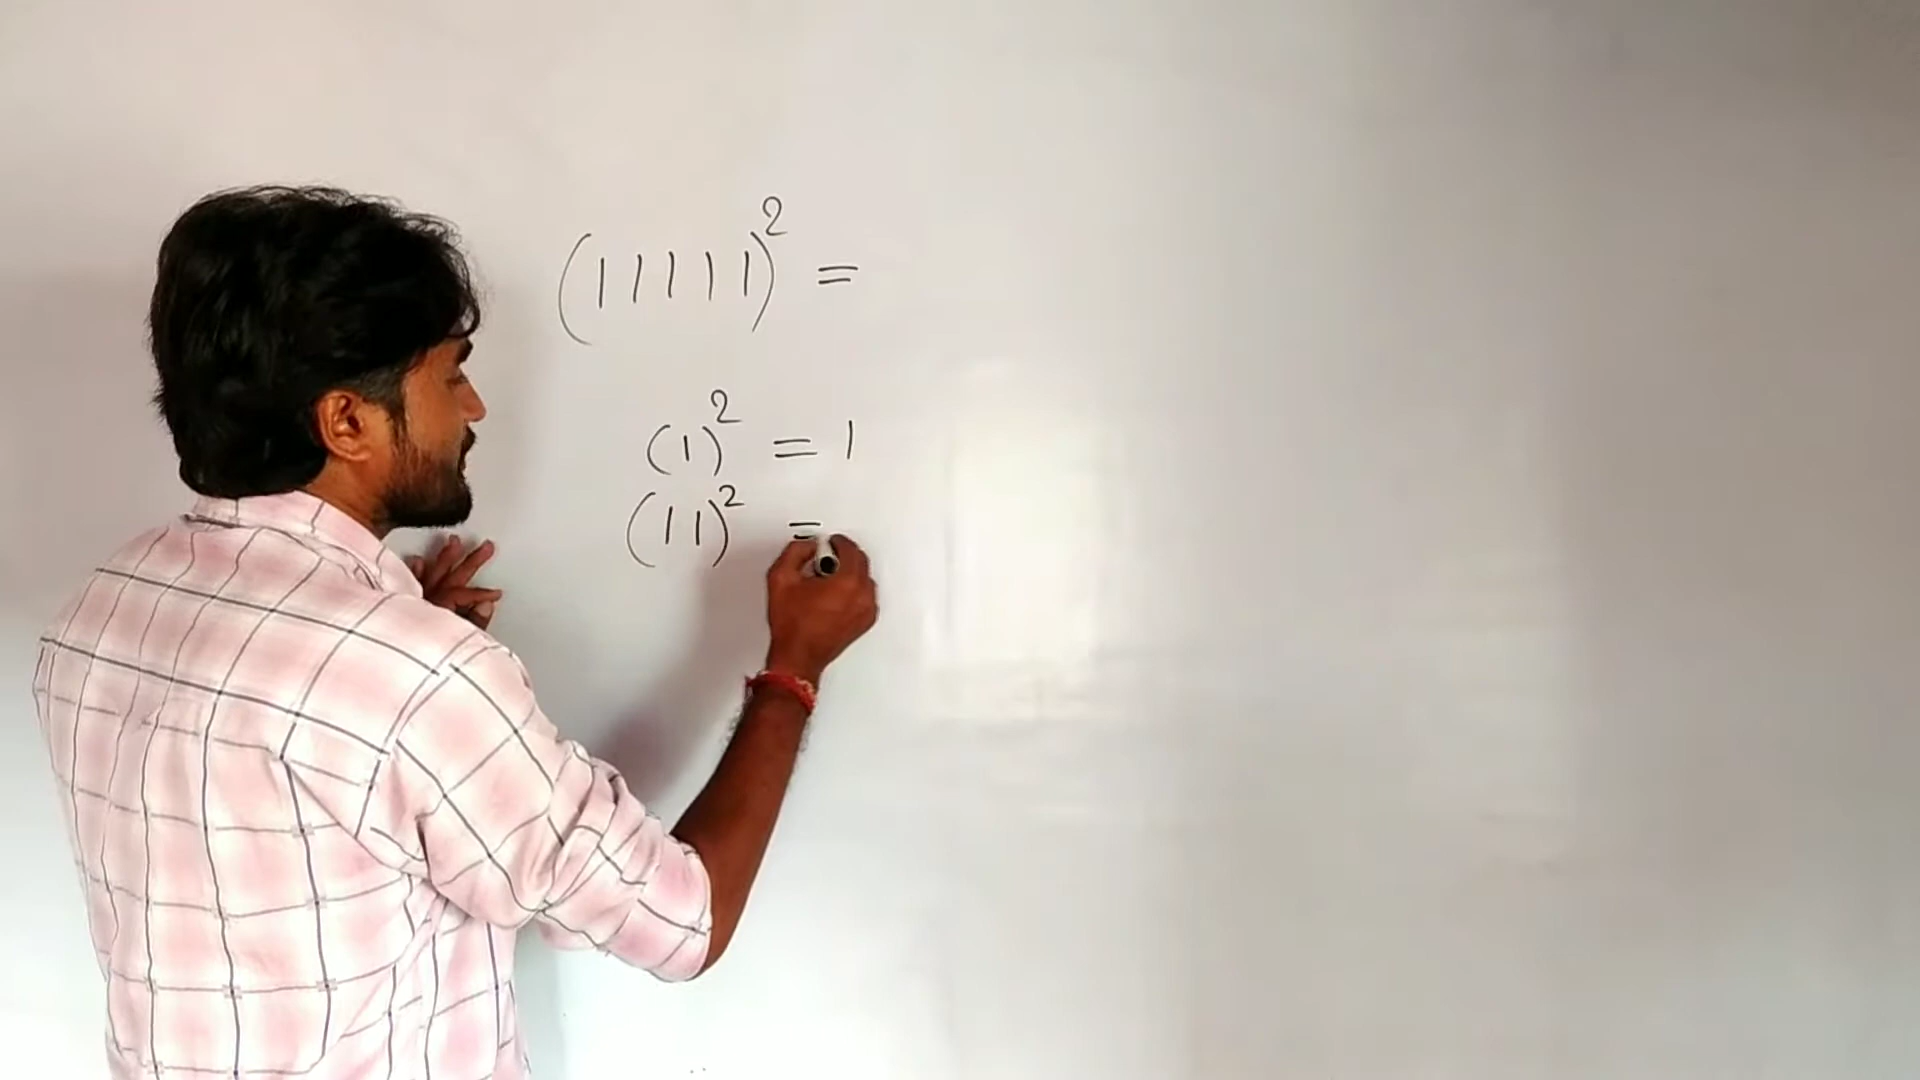 (11111)² =
(1)² = 1
(11)² =